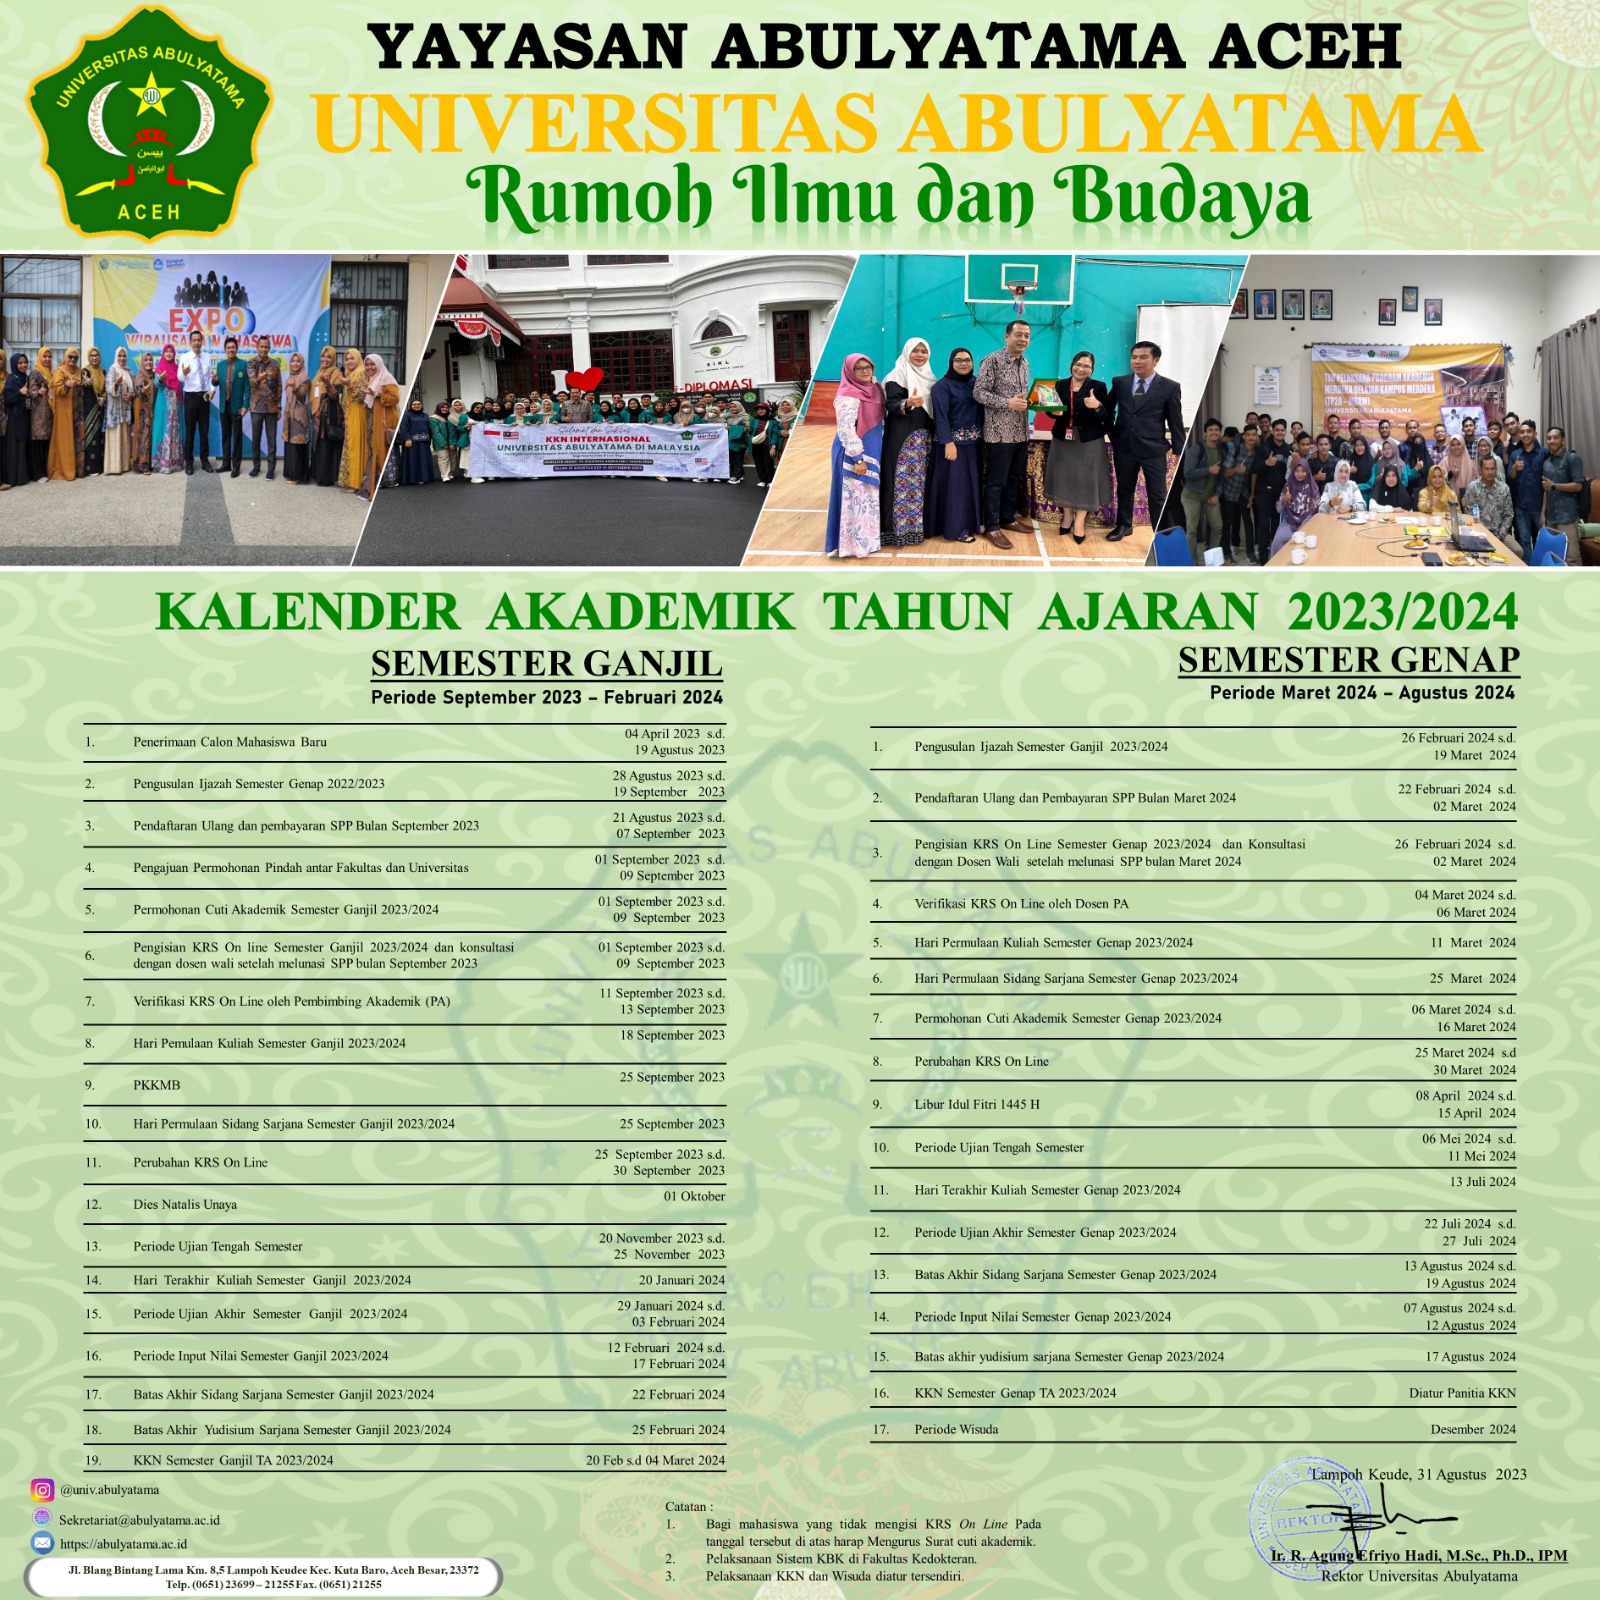 UNIVERSITAS ABULYATAMA
ACEH
YAYASAN ABULYATAMA ACEH
UNIVERSITAS ABULYATAMA
Rumoh Ilmu dan Budaya
EXPO
WIRAUSAHA MAHASISWA
SIKL
I-DIPLOMASI
Selamat dan Sukses
KKN INTERNASIONAL
UNIVERSITAS ABULYATAMA DI MALAYSIA
TIM PELAKSANA PROGRAM AKADEMIK
MERDEKA BELAJAR KAMPUS MERDEKA
UNIVERSITAS ABULYATAMA
KALENDER AKADEMIK TAHUN AJARAN 2023/2024
SEMESTER GANJIL
Periode September 2023 – Februari 2024
1. Penerimaan Calon Mahasiswa Baru 04 April 2023 s.d.
19 Agustus 2023
2. Pengusulan Ijazah Semester Genap 2022/2023 28 Agustus 2023 s.d.
19 September 2023
3. Pendaftaran Ulang dan pembayaran SPP Bulan September 2023 21 Agustus 2023 s.d.
07 September 2023
4. Pengajuan Permohonan Pindah antar Fakultas dan Universitas 01 September 2023 s.d.
09 September 2023
5. Permohonan Cuti Akademik Semester Ganjil 2023/2024 01 September 2023 s.d.
09 September 2023
6. Pengisian KRS On line Semester Ganjil 2023/2024 dan konsultasi 01 September 2023 s.d.
dengan dosen wali setelah melunasi SPP bulan September 2023 09 September 2023
7. Verifikasi KRS On Line oleh Pembimbing Akademik (PA) 11 September 2023 s.d.
13 September 2023
8. Hari Pemulaan Kuliah Semester Ganjil 2023/2024 18 September 2023
9. PKKMB 25 September 2023
10. Hari Permulaan Sidang Sarjana Semester Ganjil 2023/2024 25 September 2023
11. Perubahan KRS On Line 25 September 2023 s.d.
30 September 2023
12. Dies Natalis Unaya 01 Oktober
13. Periode Ujian Tengah Semester 20 November 2023 s.d.
25 November 2023
14. Hari Terakhir Kuliah Semester Ganjil 2023/2024 20 Januari 2024
15. Periode Ujian Akhir Semester Ganjil 2023/2024 29 Januari 2024 s.d.
03 Februari 2024
16. Periode Input Nilai Semester Ganjil 2023/2024 12 Februari 2024 s.d.
17 Februari 2024
17. Batas Akhir Sidang Sarjana Semester Ganjil 2023/2024 22 Februari 2024
18. Batas Akhir Yudisium Sarjana Semester Ganjil 2023/2024 25 Februari 2024
19. KKN Semester Ganjil TA 2023/2024 20 Feb s.d 04 Maret 2024
SEMESTER GENAP
Periode Maret 2024 – Agustus 2024
1. Pengusulan Ijazah Semester Ganjil 2023/2024 26 Februari 2024 s.d.
19 Maret 2024
2. Pendaftaran Ulang dan Pembayaran SPP Bulan Maret 2024 22 Februari 2024 s.d.
02 Maret 2024
3. Pengisian KRS On Line Semester Genap 2023/2024 dan Konsultasi 26 Februari 2024 s.d.
dengan Dosen Wali setelah melunasi SPP bulan Maret 2024 02 Maret 2024
4. Verifikasi KRS On Line oleh Dosen PA 04 Maret 2024 s.d.
06 Maret 2024
5. Hari Permulaan Kuliah Semester Genap 2023/2024 11 Maret 2024
6. Hari Permulaan Sidang Sarjana Semester Genap 2023/2024 25 Maret 2024
7. Permohonan Cuti Akademik Semester Genap 2023/2024 06 Maret 2024 s.d.
16 Maret 2024
8. Perubahan KRS On Line 25 Maret 2024 s.d
30 Maret 2024
9. Libur Idul Fitri 1445 H 08 April 2024 s.d.
15 April 2024
10. Periode Ujian Tengah Semester 06 Mei 2024 s.d.
11 Mei 2024
11. Hari Terakhir Kuliah Semester Genap 2023/2024 13 Juli 2024
12. Periode Ujian Akhir Semester Genap 2023/2024 22 Juli 2024 s.d.
27 Juli 2024
13. Batas Akhir Sidang Sarjana Semester Genap 2023/2024 13 Agustus 2024 s.d.
19 Agustus 2024
14. Periode Input Nilai Semester Genap 2023/2024 07 Agustus 2024 s.d.
12 Agustus 2024
15. Batas akhir yudisium sarjana Semester Genap 2023/2024 17 Agustus 2024
16. KKN Semester Genap TA 2023/2024 Diatur Panitia KKN
17. Periode Wisuda Desember 2024
@univ.abulyatama
Sekretariat@abulyatama.ac.id
https://abulyatama.ac.id
Jl. Blang Bintang Lama Km. 8,5 Lampoh Keudee Kec. Kuta Baro, Aceh Besar, 23372
Telp. (0651) 23699 – 21255 Fax. (0651) 21255
Catatan :
1. Bagi mahasiswa yang tidak mengisi KRS On Line Pada
tanggal tersebut di atas harap Mengurus Surat cuti akademik.
2. Pelaksanaan Sistem KBK di Fakultas Kedokteran.
3. Pelaksanaan KKN dan Wisuda diatur tersendiri.
Lampoh Keude, 31 Agustus 2023
REKTOR
Ir. R. Agung Efriyo Hadi, M.Sc., Ph.D., IPM
Rektor Universitas Abulyatama